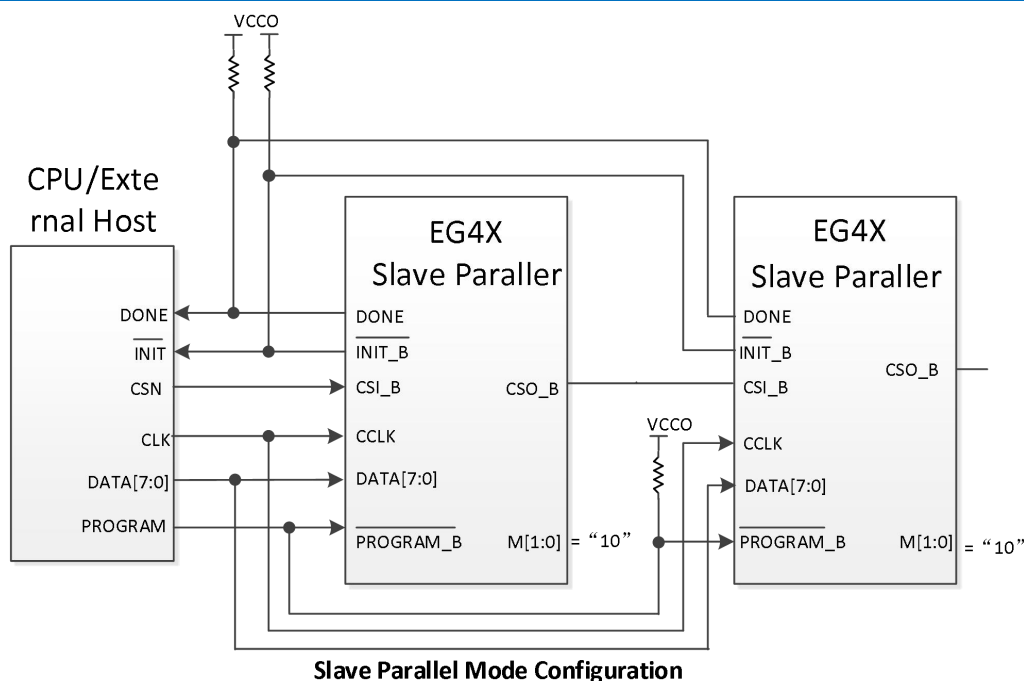 VCCO
CPU/Exte
rnal Host
DONE
INIT
CSN
CLK
DATA[7:0]
PROGRAM
EG4X
Slave Paraller
DONE
INIT_B
CSI_B
CSO_B
CCLK
DATA[7:0]
PROGRAM_B
M[1:0] = “10”
VCCO
EG4X
Slave Paraller
DONE
INIT_B
CSO_B
CSI_B
CCLK
DATA[7:0]
PROGRAM_B
M[1:0] = “10”
Slave Parallel Mode Configuration